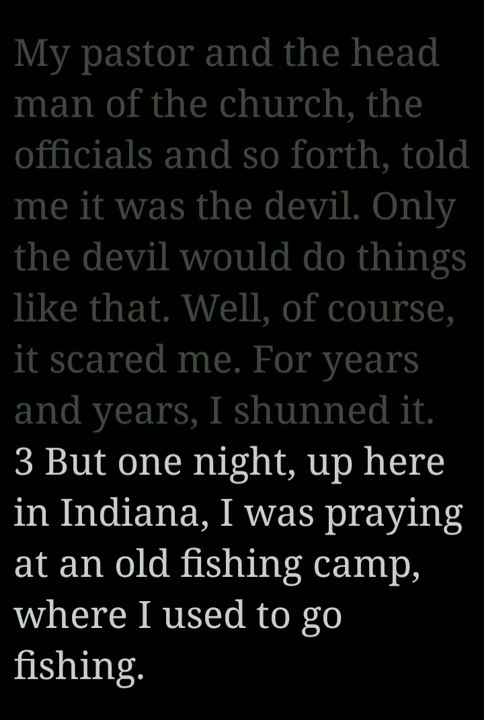 My pastor and the head
man of the church, the
officials and so forth, told
me it was the devil. Only
the devil would do things
like that. Well, of course,
it scared me. For years
and years, I shunned it.
3 But one night, up here
in Indiana, I was praying
at an old fishing camp,
where I used to go
fishing.